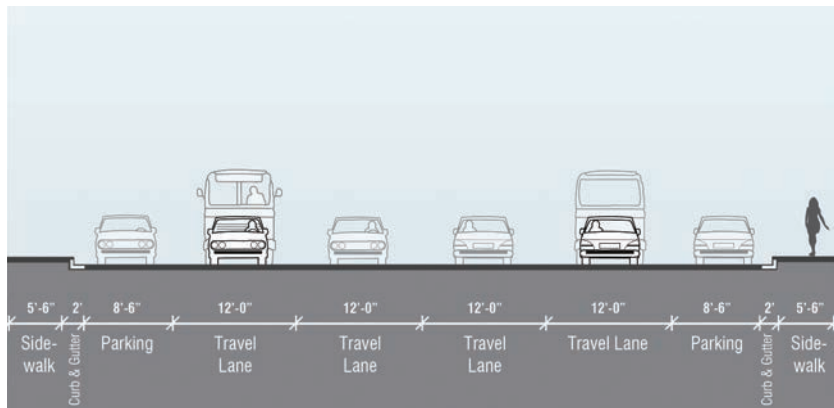 5'-6" 2' 8'-6" 12'-0" 12'-0" 12'-0" 12'-0" 8'-6" 2' 5'-6"
Side-
walk
Curb & Gutter
Parking
Travel
Lane
Travel
Lane
Travel
Lane
Travel Lane
Parking
Curb & Gutter
Side-
walk